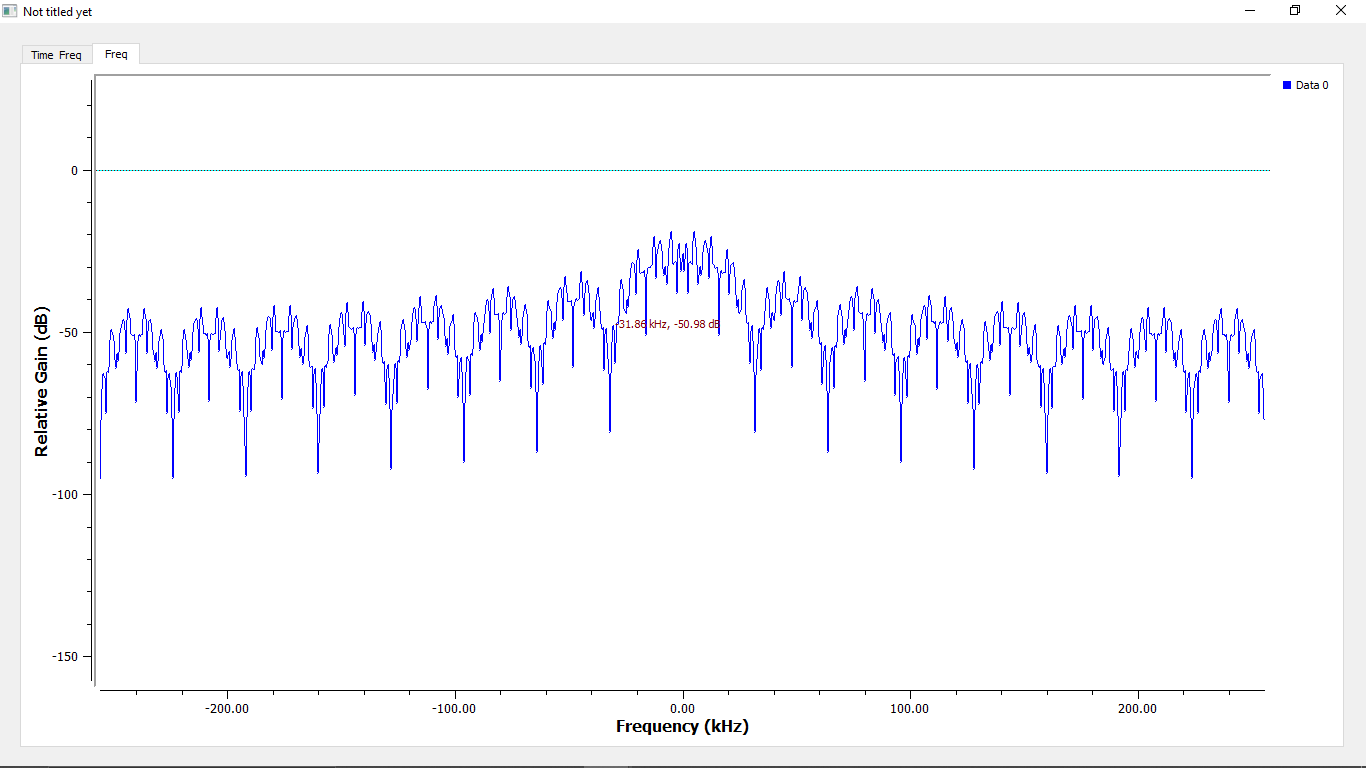 Not titled yet
Time Freq
Freq
Data 0
0
-50
-100
-150
Relative Gain (dB)
-31.86 kHz, -50.98 dB
-200.00
-100.00
0.00
100.00
200.00
Frequency (kHz)